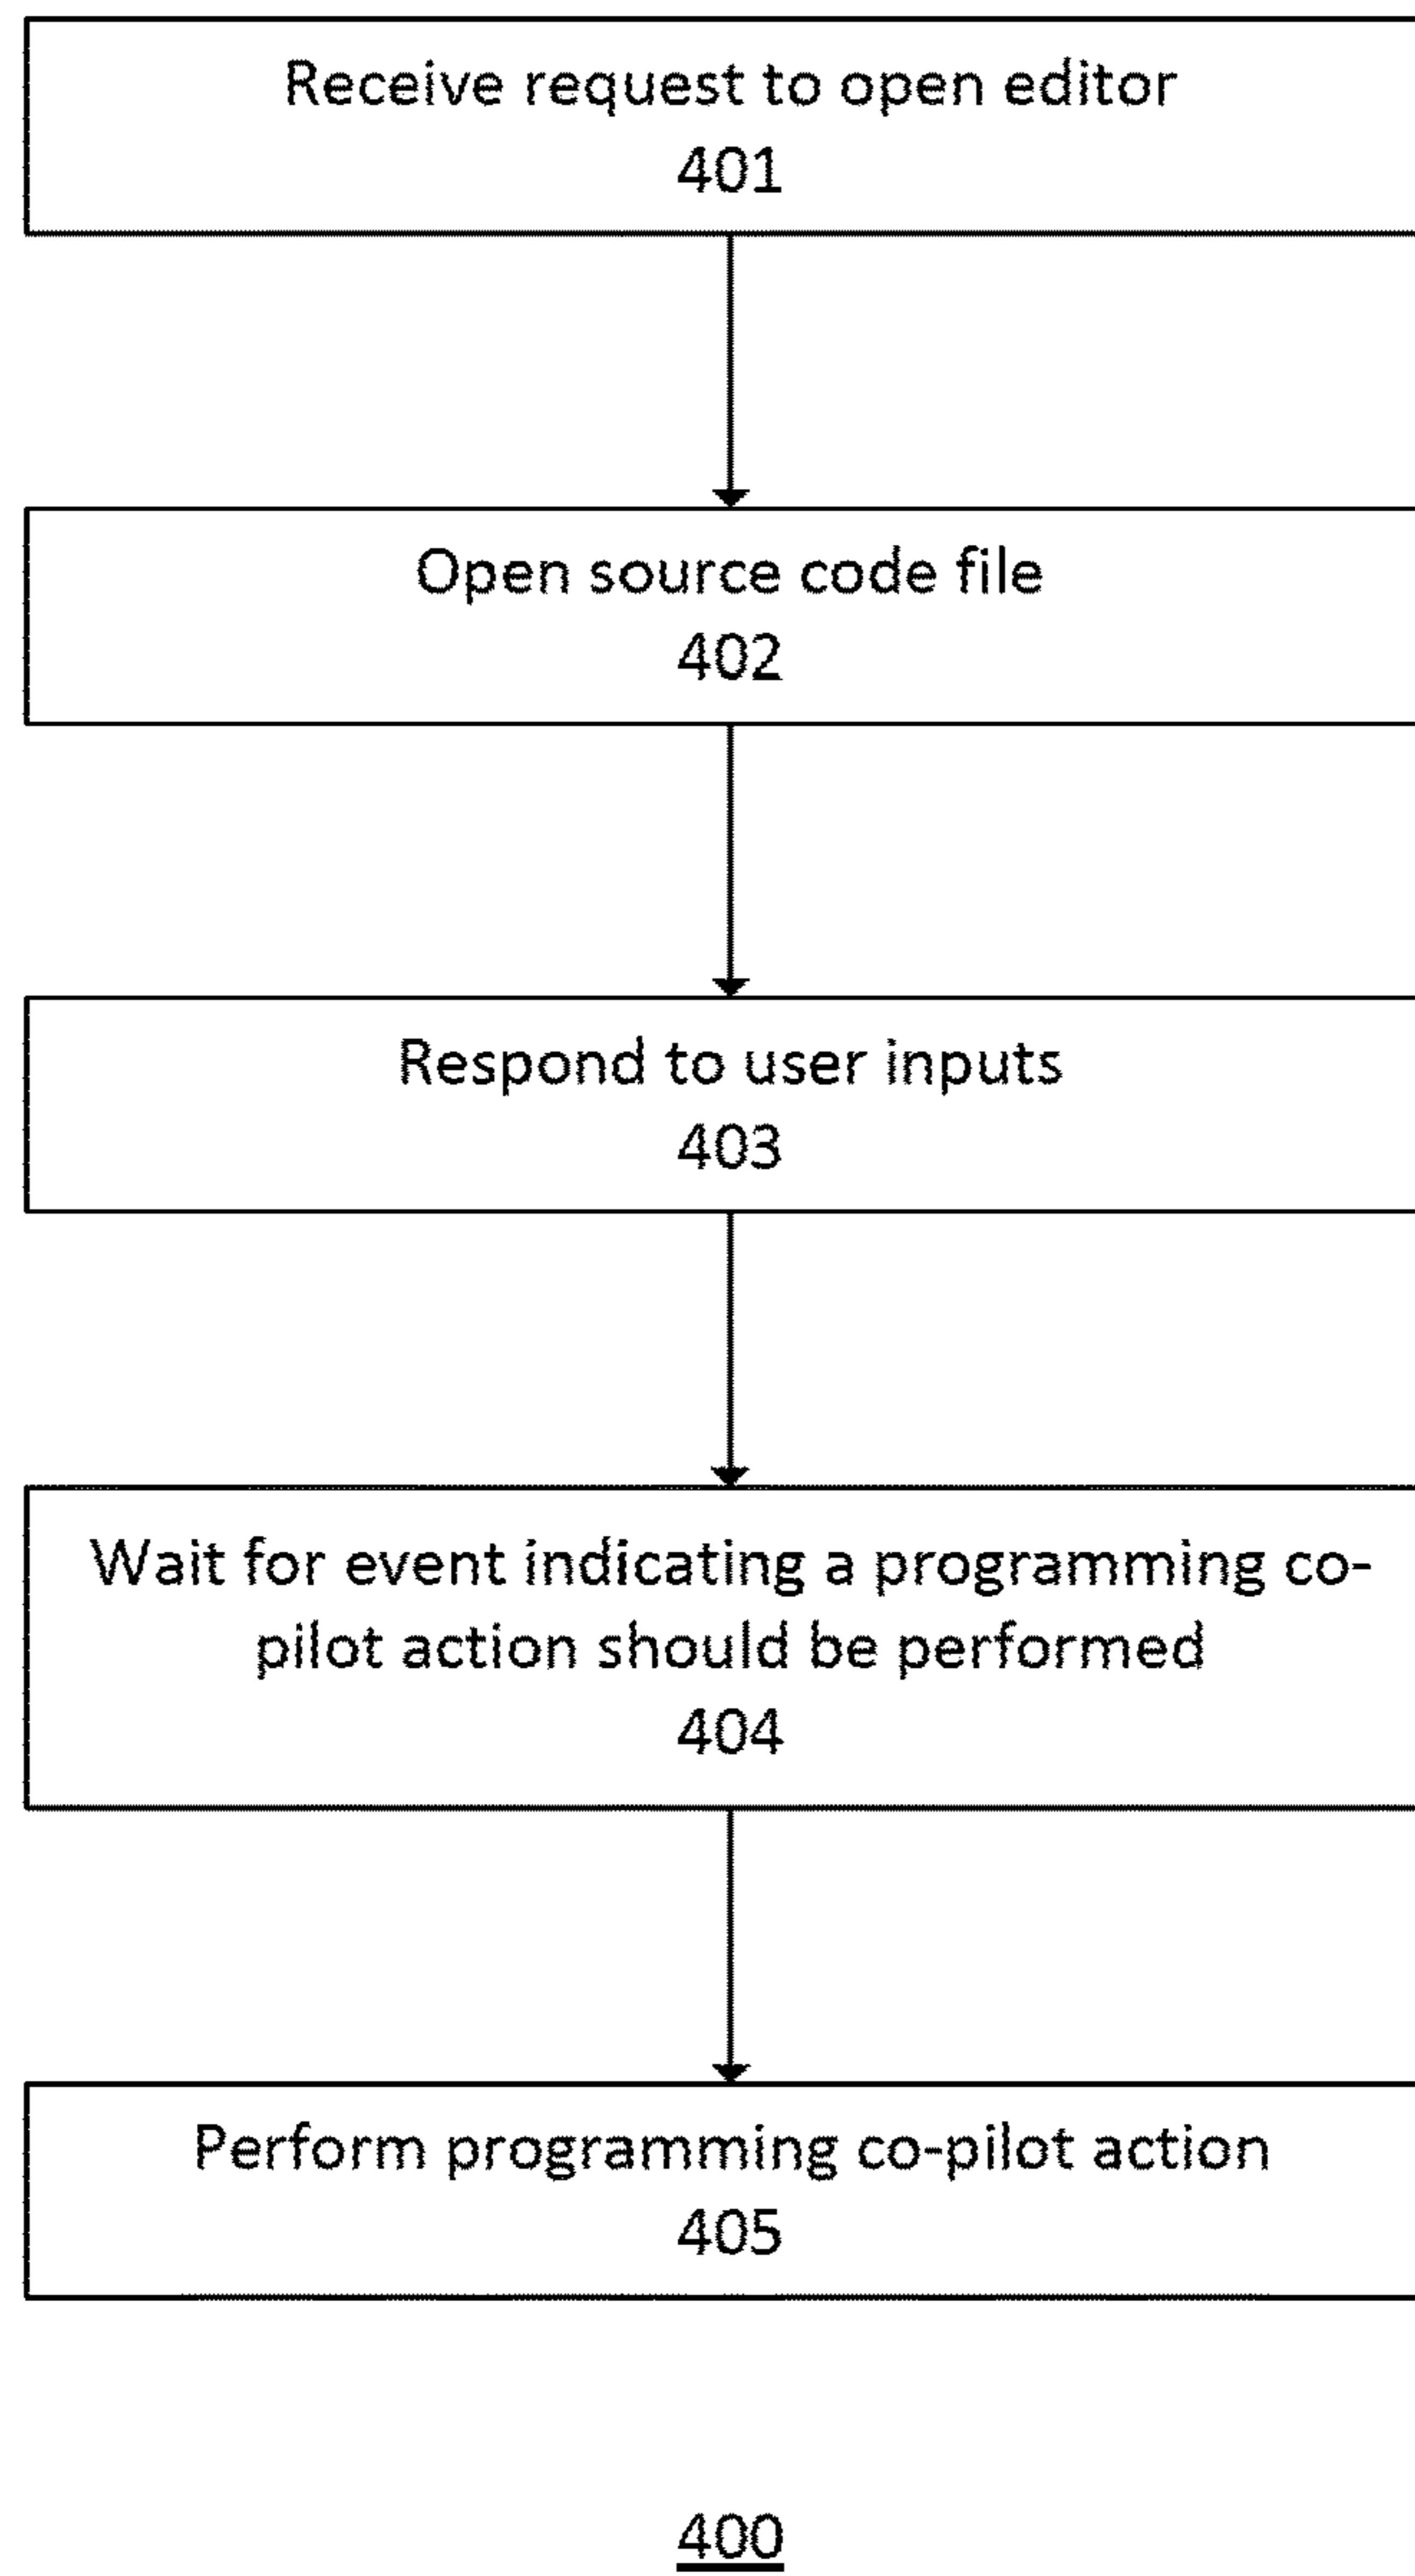 Receive request to open editor
401
Open source code file
402
Respond to user inputs
403
Wait for event indicating a programming co-
pilot action should be performed
404
Perform programming co-pilot action
405
400